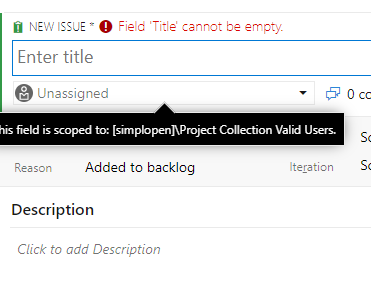 NEW ISSUE * Field 'Title' cannot be empty.
Enter title
Unassigned 0 co
his field is scoped to: [simplopen]\Project Collection Valid Users.
Reason Added to backlog Iteration
Description
Click to add Description